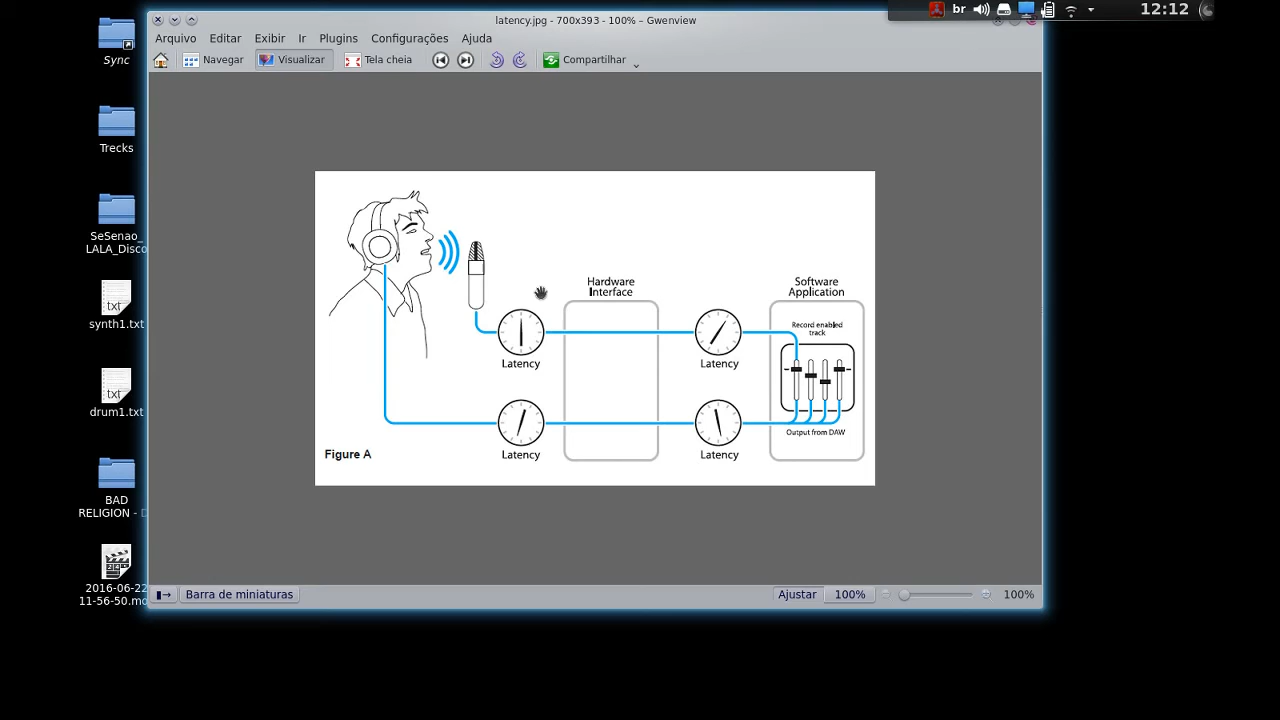 latency.jpg - 700x393 - 100% – Gwenview
br
12:12
Arquivo Editar Exibir Ir Plugins Configurações Ajuda
Navegar Visualizar Tela cheia Compartilhar
Sync
Trecks
SeSenao_
LALA_Disco
txt
synth1.txt
txt
drum1.txt
BAD
RELIGION - D
2016-06-22
11-56-50.mo
Hardware
Interface
Software
Application
Record enabled
track
Latency
Latency
Output from DAW
Latency
Latency
Figure A
Barra de miniaturas
Ajustar 100% 100%